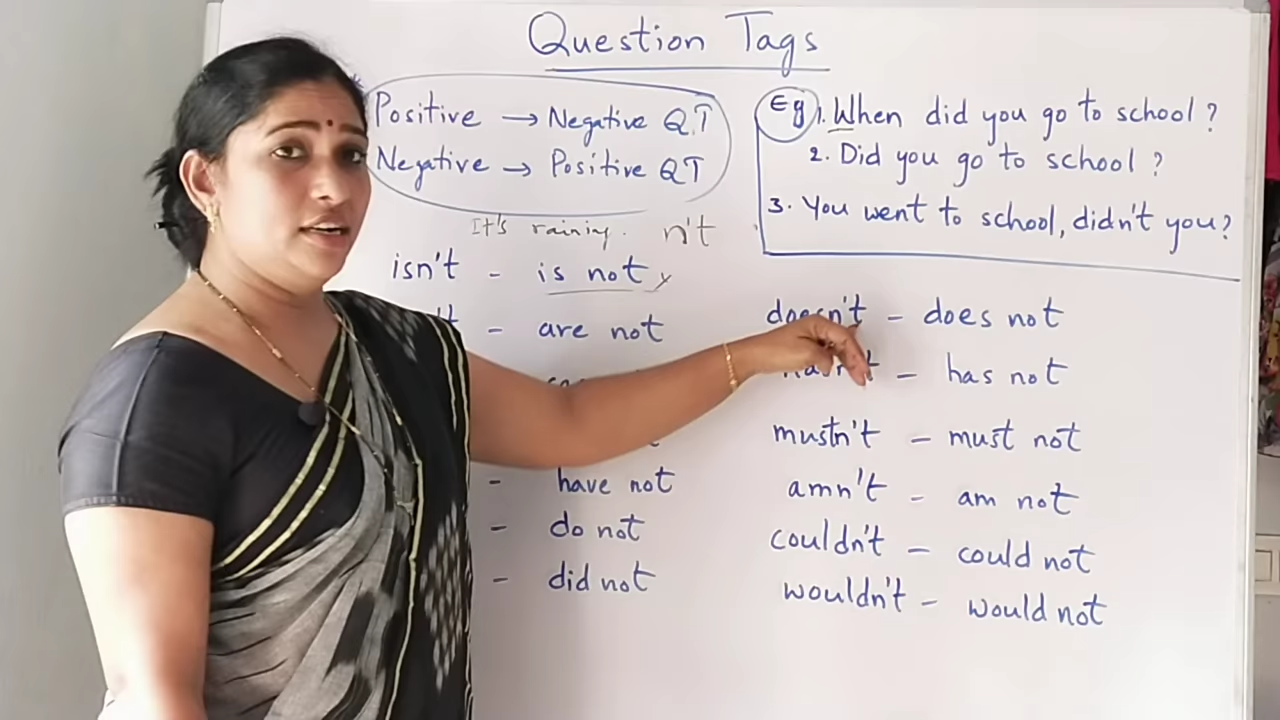 Question Tags
Positive → Negative QT
Negative → Positive QT
Eg 1. When did you go to school ?
2. Did you go to school ?
3. You went to school, didn't you?
It's raining. n't
isn't - is not
- are not
- have not
- do not
- did not
doesn't - does not
- has not
mustn't - must not
amn't - am not
couldn't - could not
wouldn't - would not